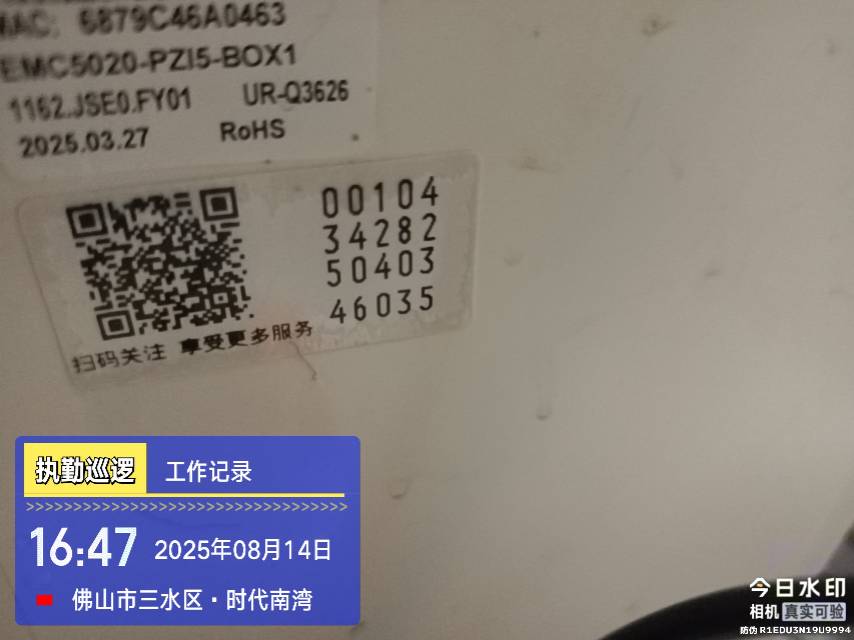 MAC: 6879C46A0463
EMC5020-PZI5-BOX1
1162.JSE0.FY01 UR-Q3626
2025.03.27 RoHS
00104
34282
50403
46035
扫码关注 享受更多服务
执勤巡逻 工作记录
16:47 2025年08月14日
佛山市三水区·时代南湾
今日水印
相机 真实可验
防伪 R1EDU3N19U9994